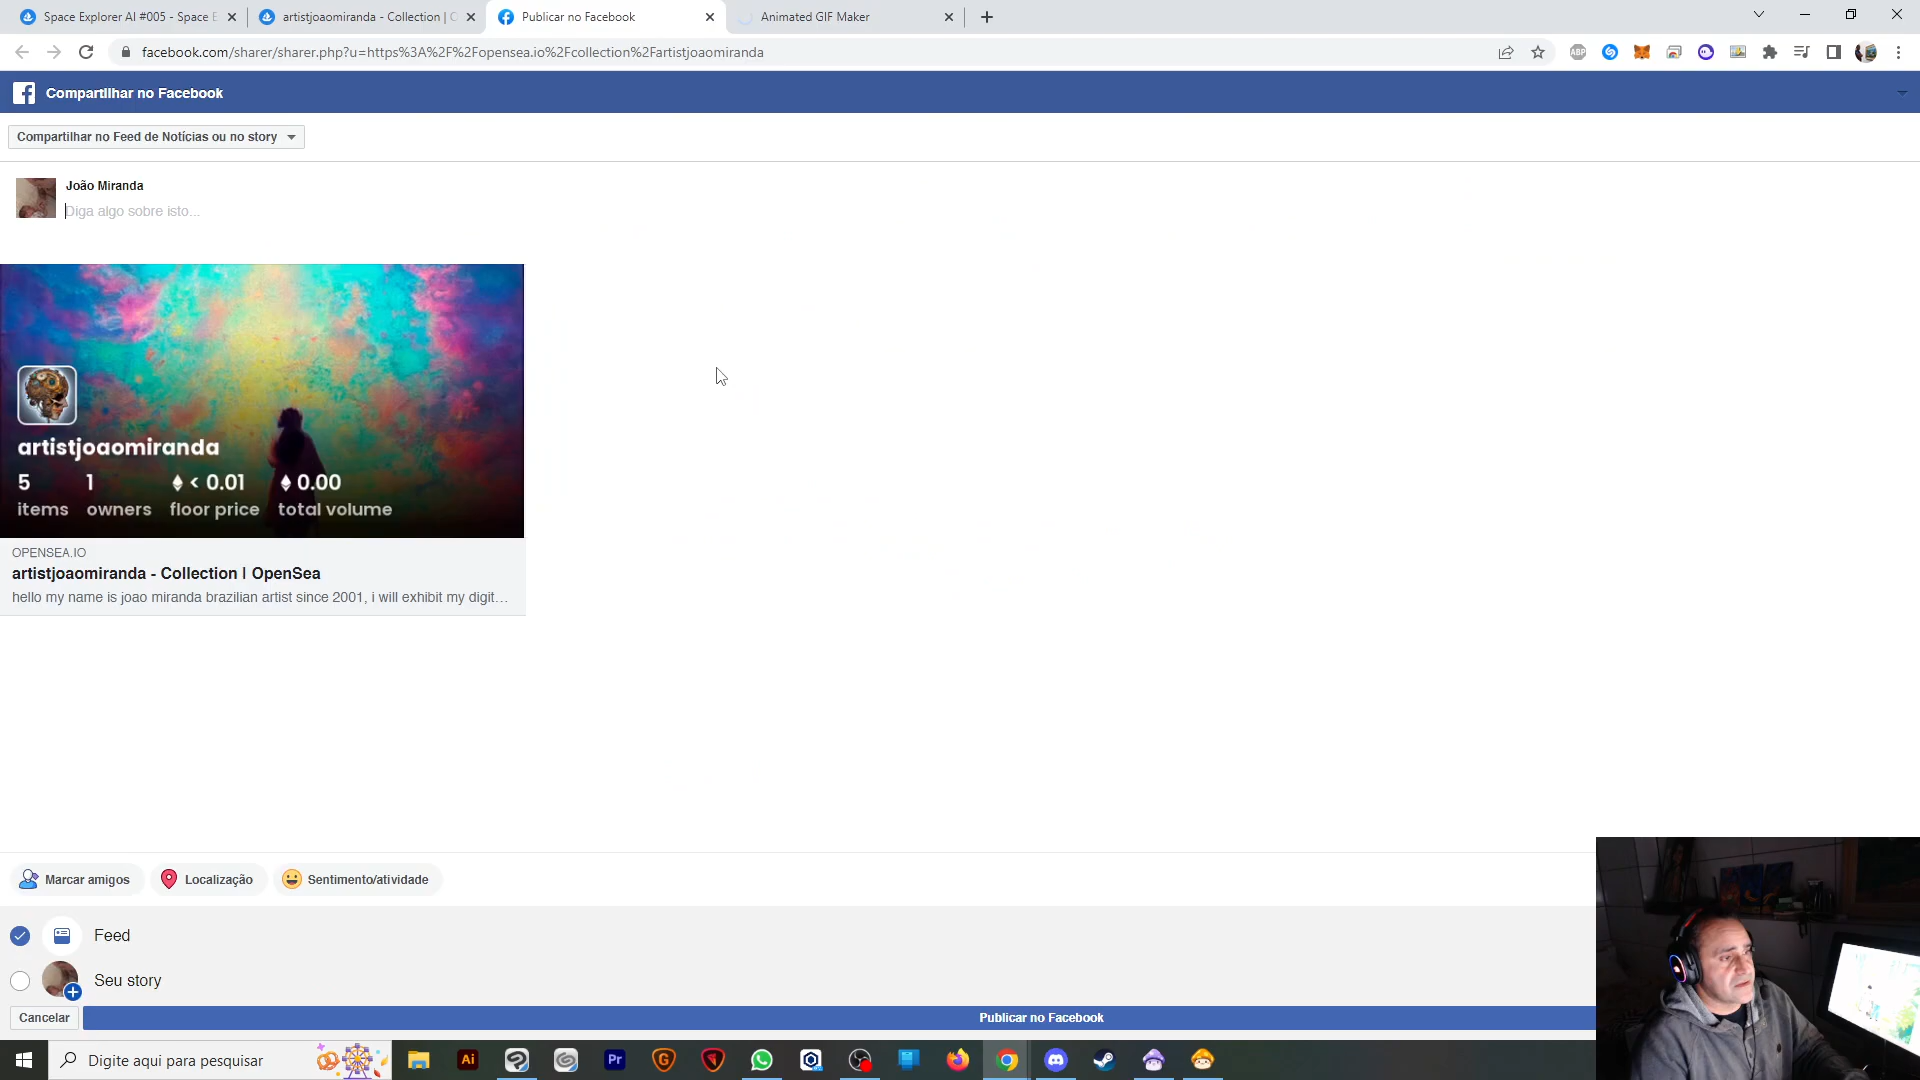 Space Explorer AI #005 - Space E
artistjoaomiranda - Collection | O
Publicar no Facebook
Animated GIF Maker
facebook.com/sharer/sharer.php?u=https%3A%2F%2Fopensea.io%2Fcollection%2Fartistjoaomiranda
ABP
Compartilhar no Facebook
Compartilhar no Feed de Notícias ou no story
João Miranda
Diga algo sobre isto...
artistjoaomiranda
5 1 < 0.01 0.00
items owners floor price total volume
OPENSEA.IO
artistjoaomiranda - Collection | OpenSea
hello my name is joao miranda brazilian artist since 2001, i will exhibit my digit...
Marcar amigos Localização Sentimento/atividade
Feed
Seu story
Cancelar Publicar no Facebook
Digite aqui para pesquisar
Ai Pr